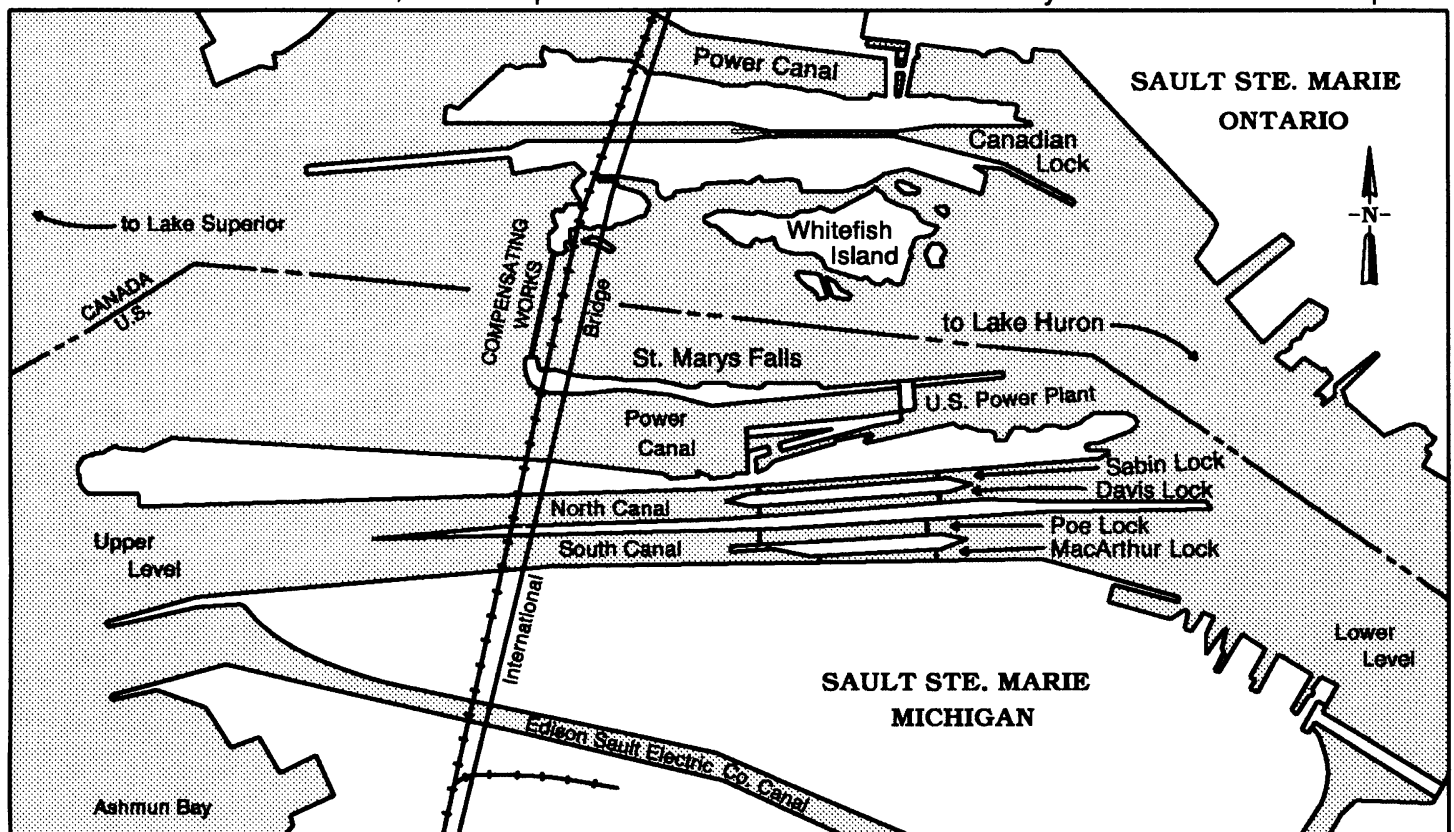 Power Canal
SAULT STE. MARIE
ONTARIO
Canadian
Lock
-N-
to Lake Superior
Whitefish
Island
CANADA
U.S.
COMPENSATING
WORKS
Bridge
to Lake Huron
St. Marys Falls
U.S. Power Plant
Power
Canal
Sabin Lock
Davis Lock
North Canal
Poe Lock
Upper
Level
South Canal
MacArthur Lock
International
Lower
Level
SAULT STE. MARIE
MICHIGAN
Edison Sault Electric Co. Canal
Ashmun Bay